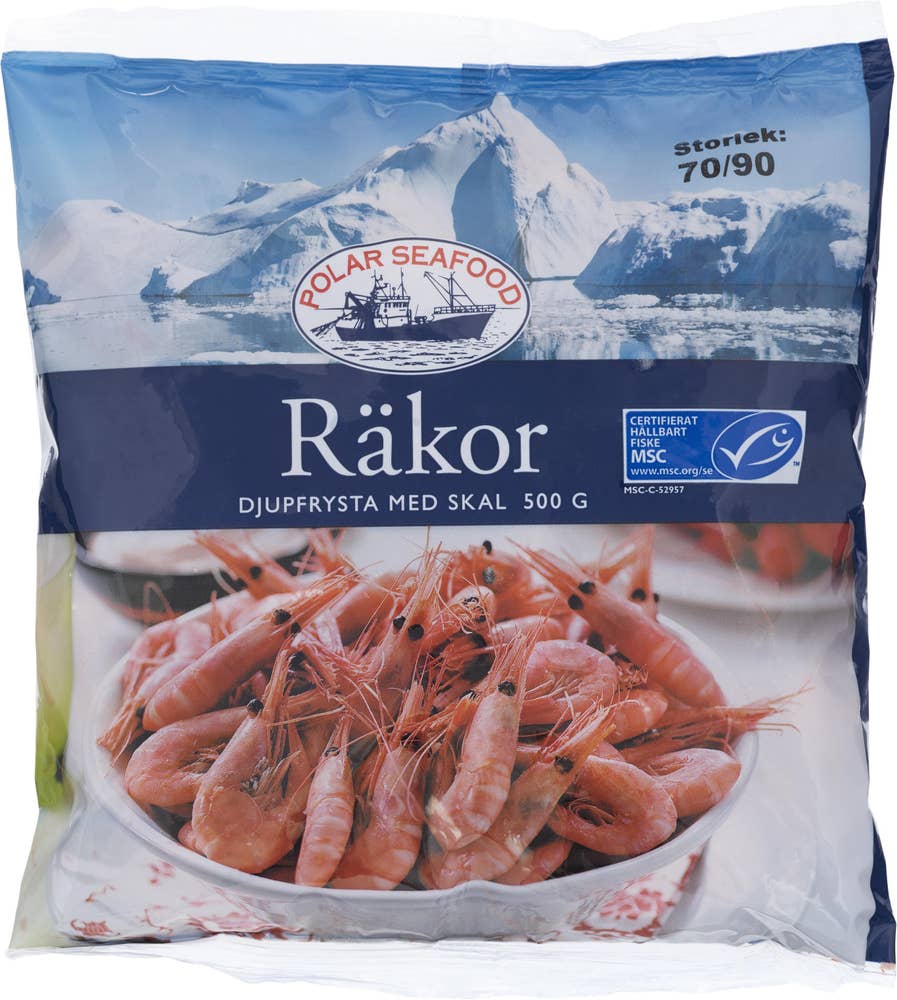 Storlek:
70/90
POLAR SEAFOOD
Räkor
DJUPFRYSTA MED SKAL 500 G
CERTIFIERAT
HÅLLBART
FISKE
MSC
www.msc.org/se
TM
MSC-C-52957